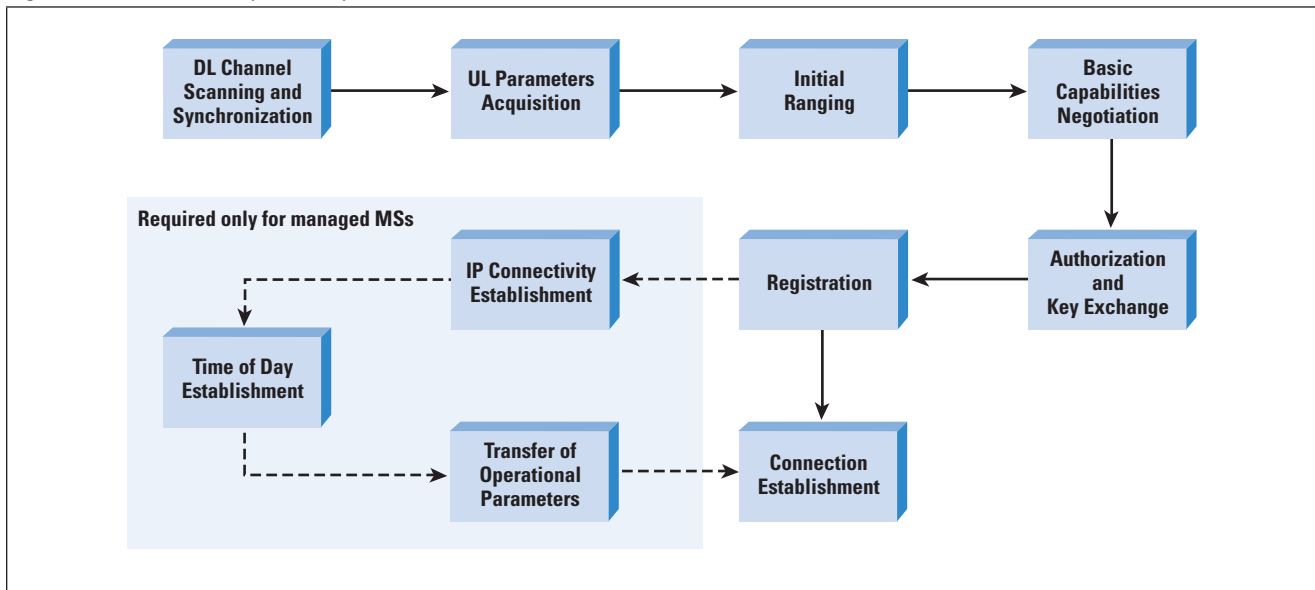 DL Channel
Scanning and
Synchronization
UL Parameters
Acquisition
Initial
Ranging
Basic
Capabilities
Negotiation
Required only for managed MSs
IP Connectivity
Establishment
Registration
Authorization
and
Key Exchange
Time of Day
Establishment
Transfer of
Operational
Parameters
Connection
Establishment